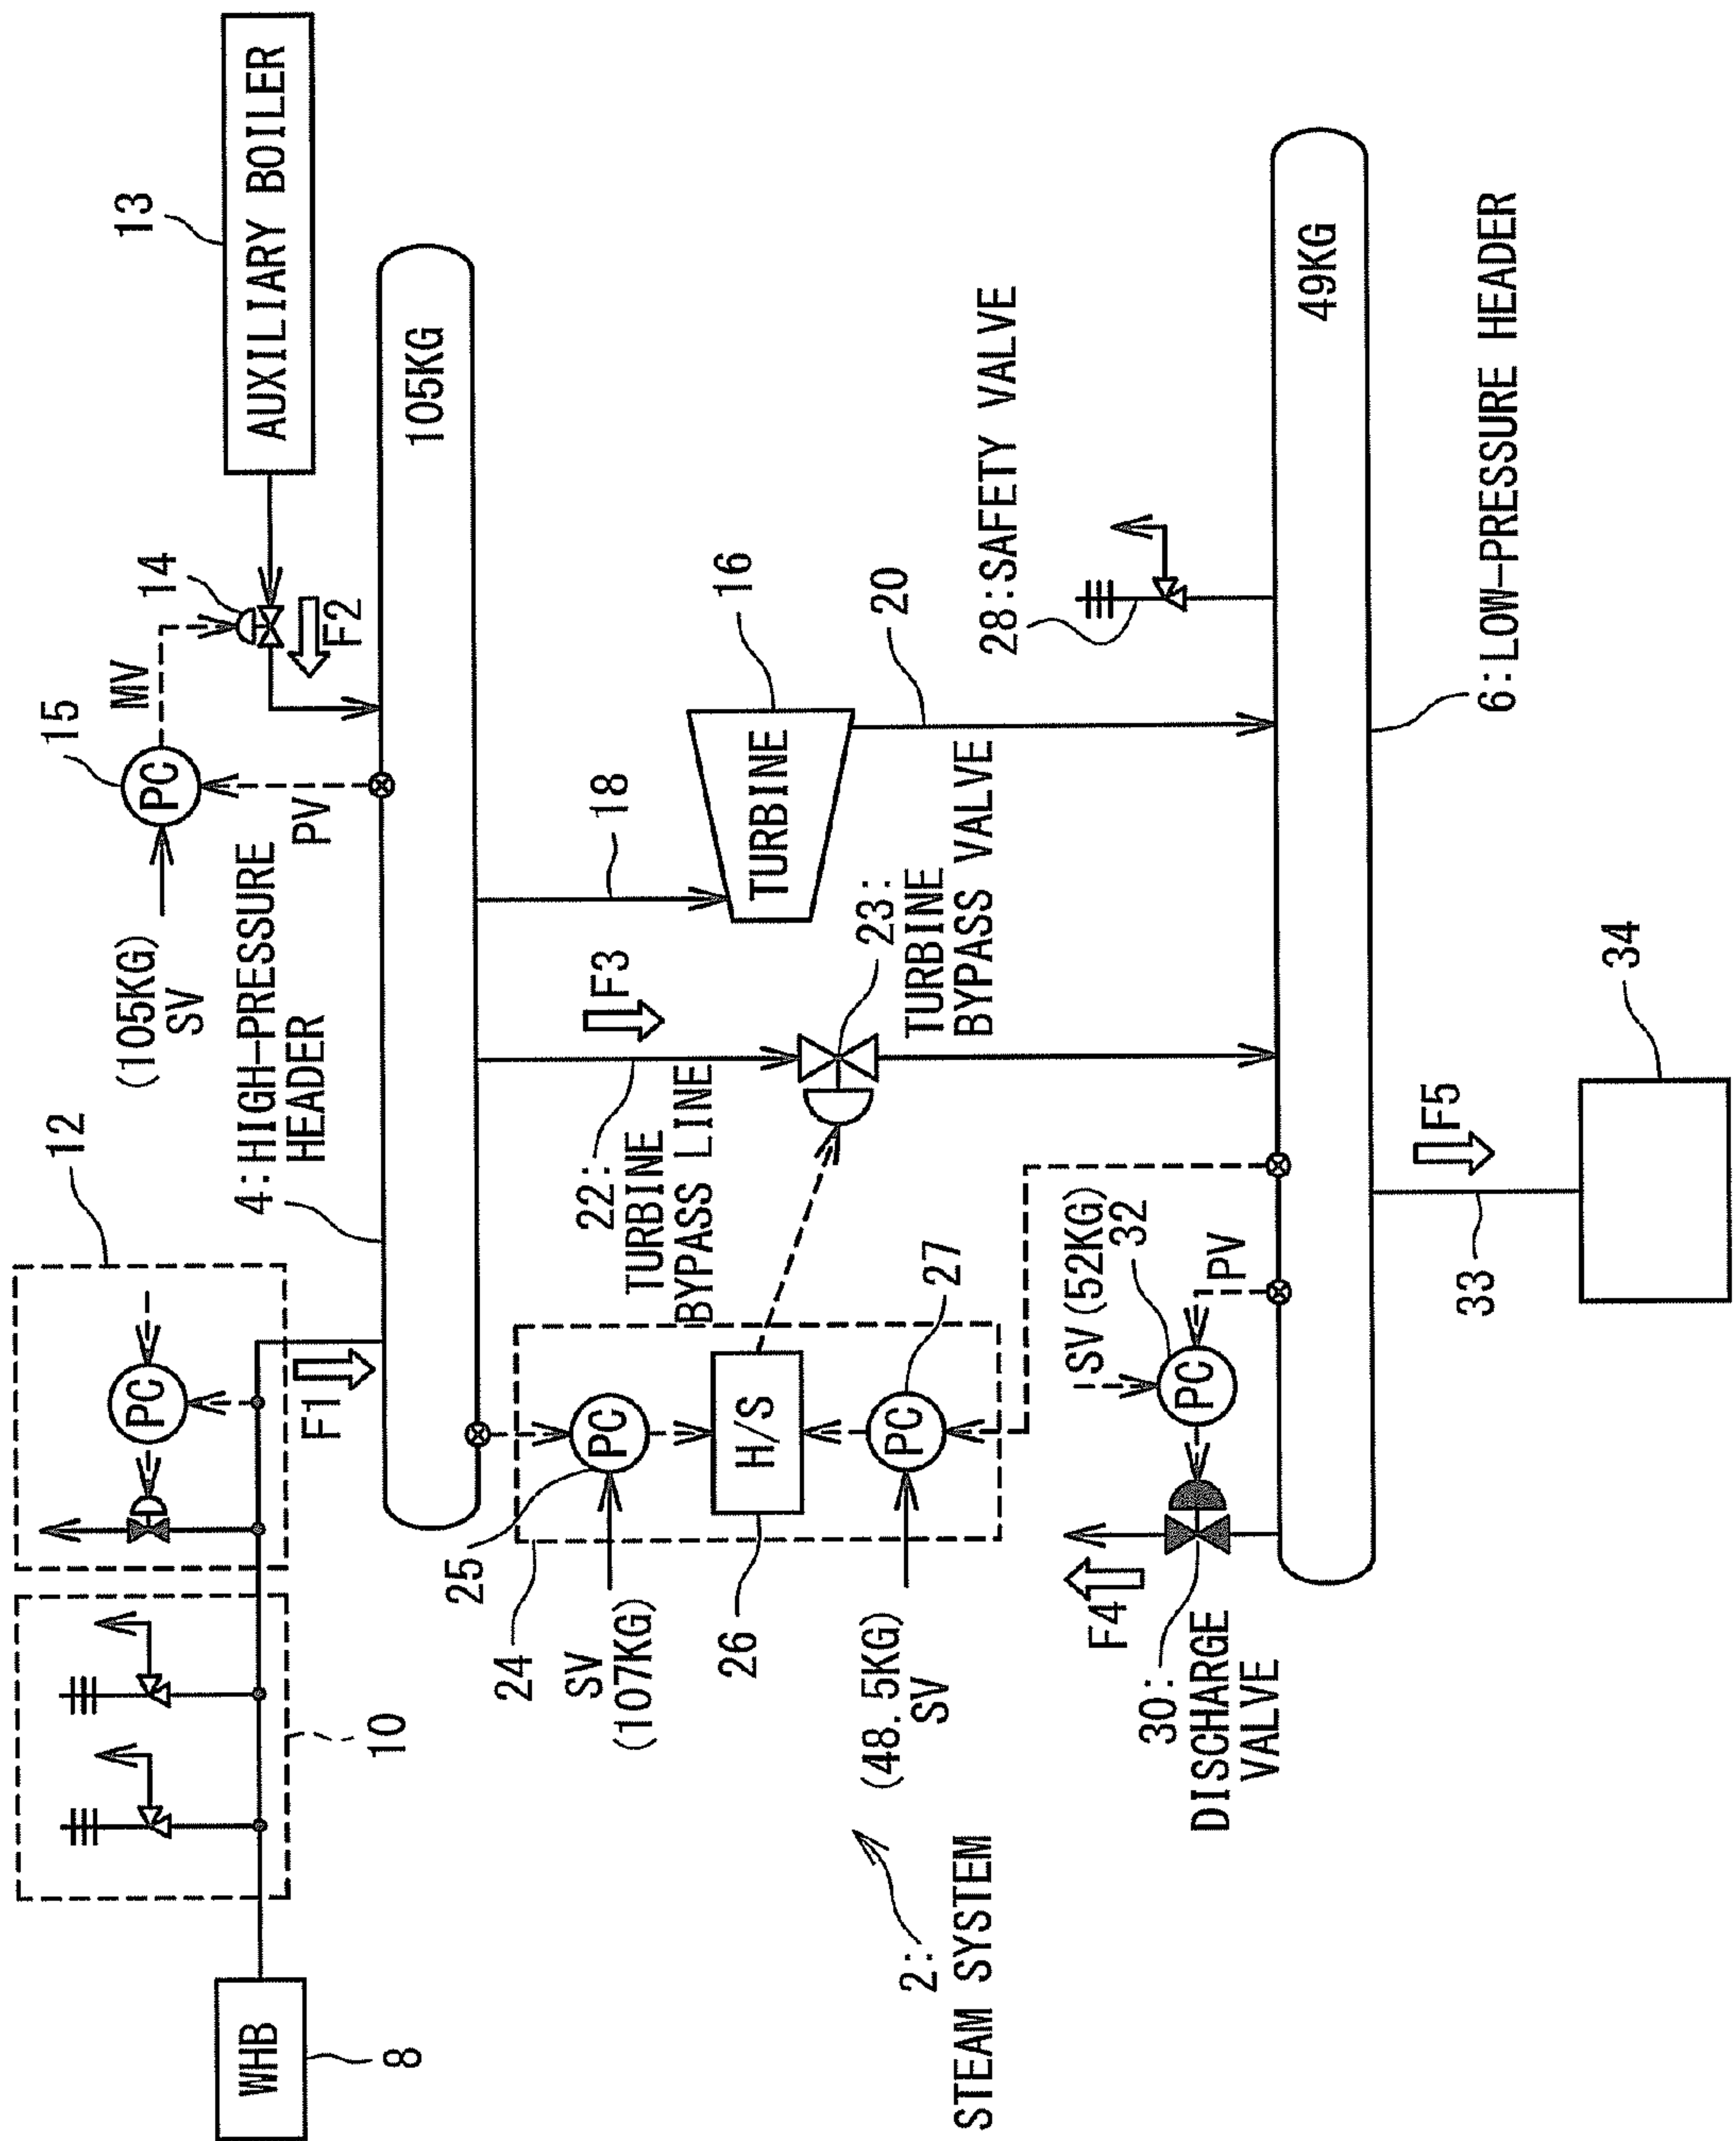 WHB
8
10
12
PC
F1
4:HIGH-PRESSURE
HEADER
(105KG)
SV
15
PC
MV
PV
14
F2
13
AUXILIARY BOILER
105KG
25
PC
24
SV
(107KG)
26
H/S
27
PC
(48.5KG)
SV
22:
TURBINE
BYPASS LINE
F3
23:
TURBINE
BYPASS VALVE
18
TURBINE
16
20
28:SAFETY VALVE
2:
STEAM SYSTEM
30:
DISCHARGE
VALVE
F4
PC
SV(52KG)
32
PV
49KG
6:LOW-PRESSURE HEADER
33
F5
34